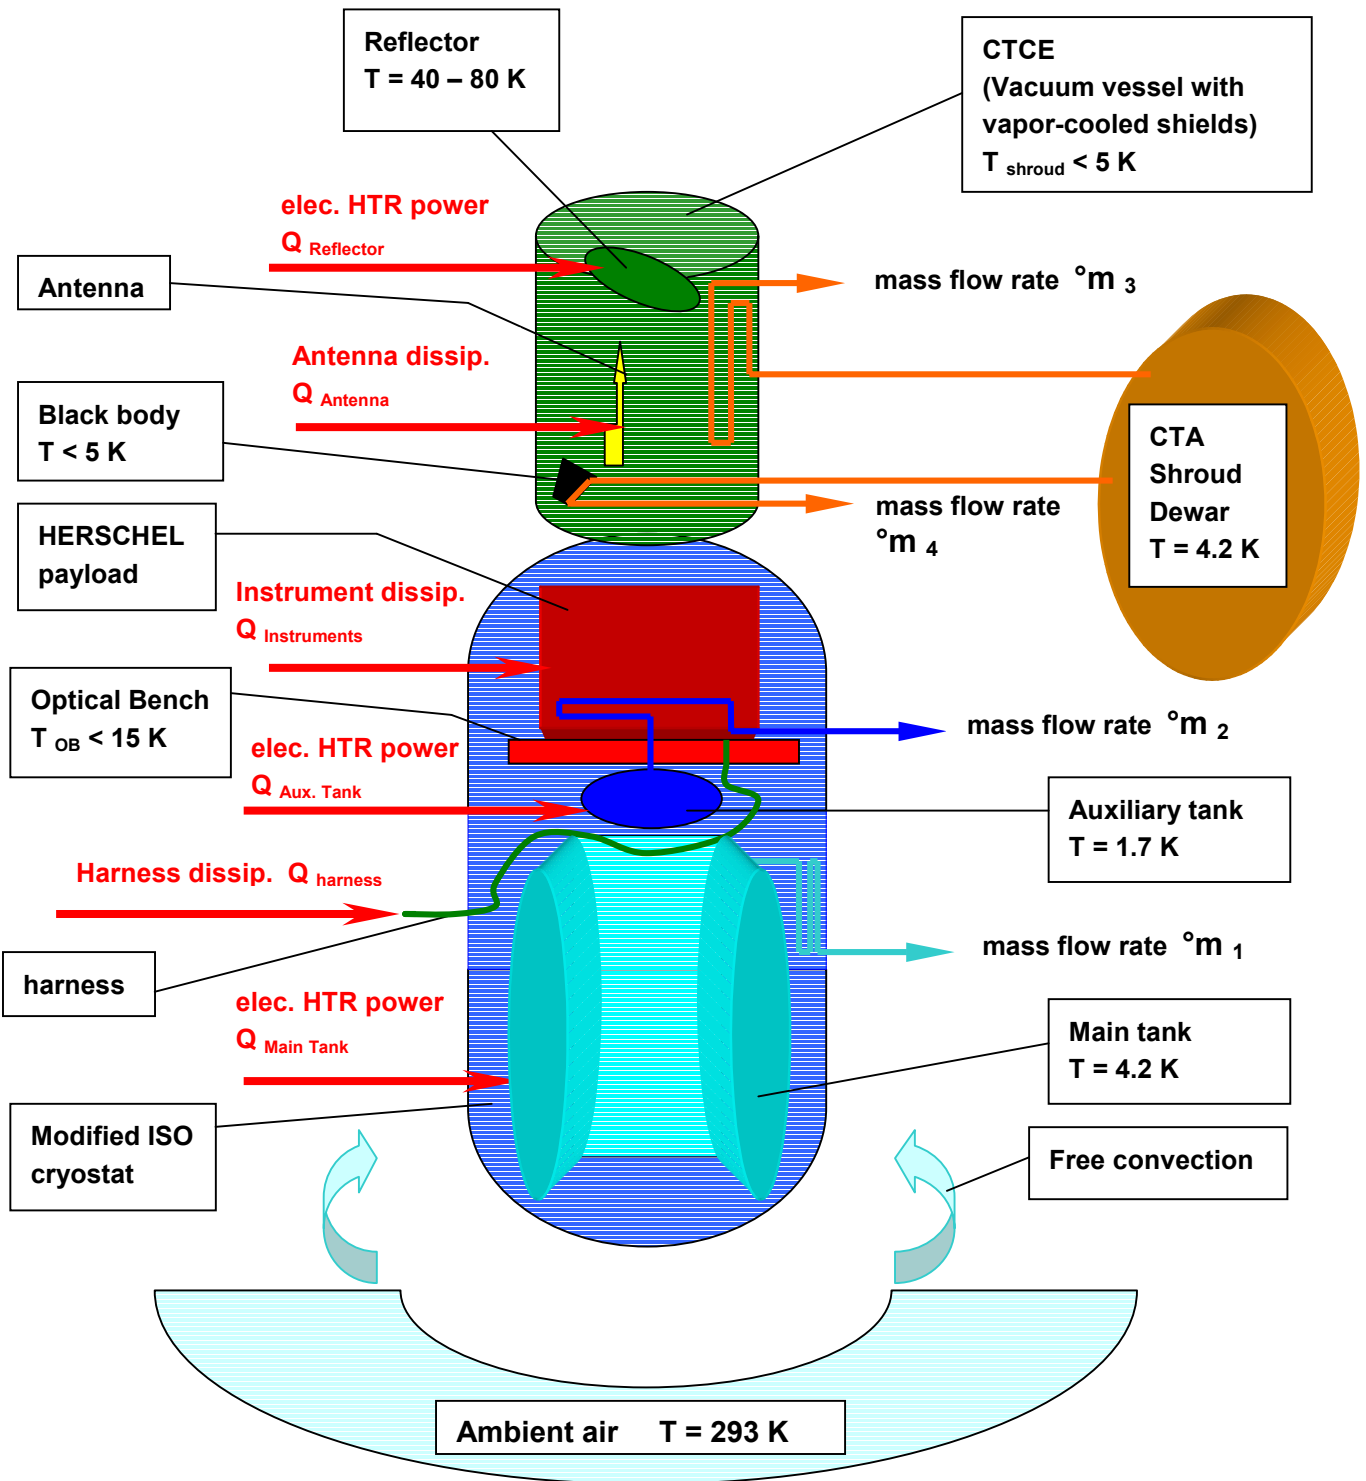 Reflector
T = 40 – 80 K
CTCE
(Vacuum vessel with
vapor-cooled shields)
T shroud < 5 K
elec. HTR power
Q Reflector
Antenna
mass flow rate °m 3
Antenna dissip.
Q Antenna
Black body
T < 5 K
CTA
Shroud
Dewar
T = 4.2 K
mass flow rate
°m 4
HERSCHEL
payload
Instrument dissip.
Q Instruments
Optical Bench
T OB < 15 K
mass flow rate °m 2
elec. HTR power
Q Aux. Tank
Auxiliary tank
T = 1.7 K
Harness dissip. Q harness
mass flow rate °m 1
harness
elec. HTR power
Q Main Tank
Main tank
T = 4.2 K
Modified ISO
cryostat
Free convection
Ambient air T = 293 K